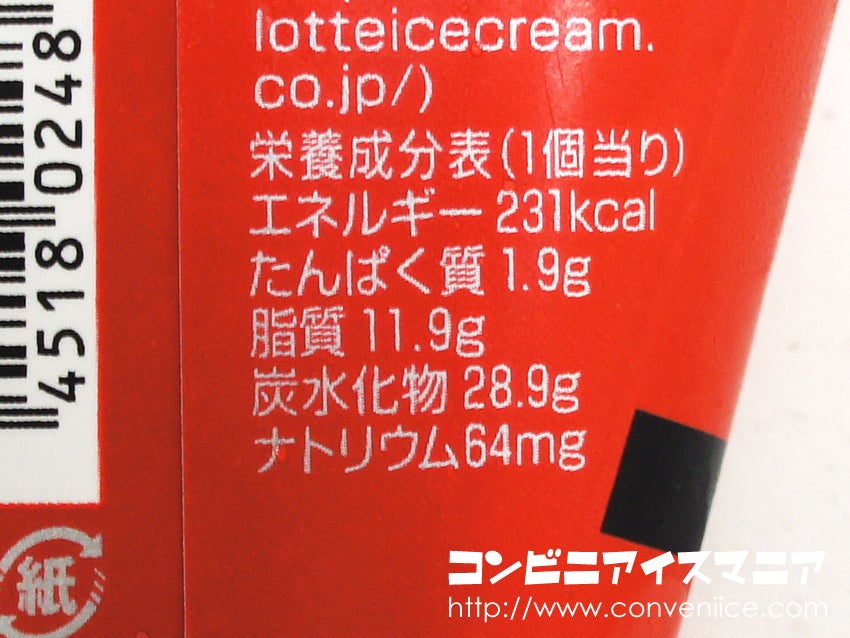 lotteicecream.
co.jp/)
栄養成分表(1個当り)
エネルギー 231kcal
たんぱく質 1.9g
脂質 11.9g
炭水化物 28.9g
ナトリウム64mg
4518 0248
紙
コンビニアイスマニア
http://www.conveniice.com/